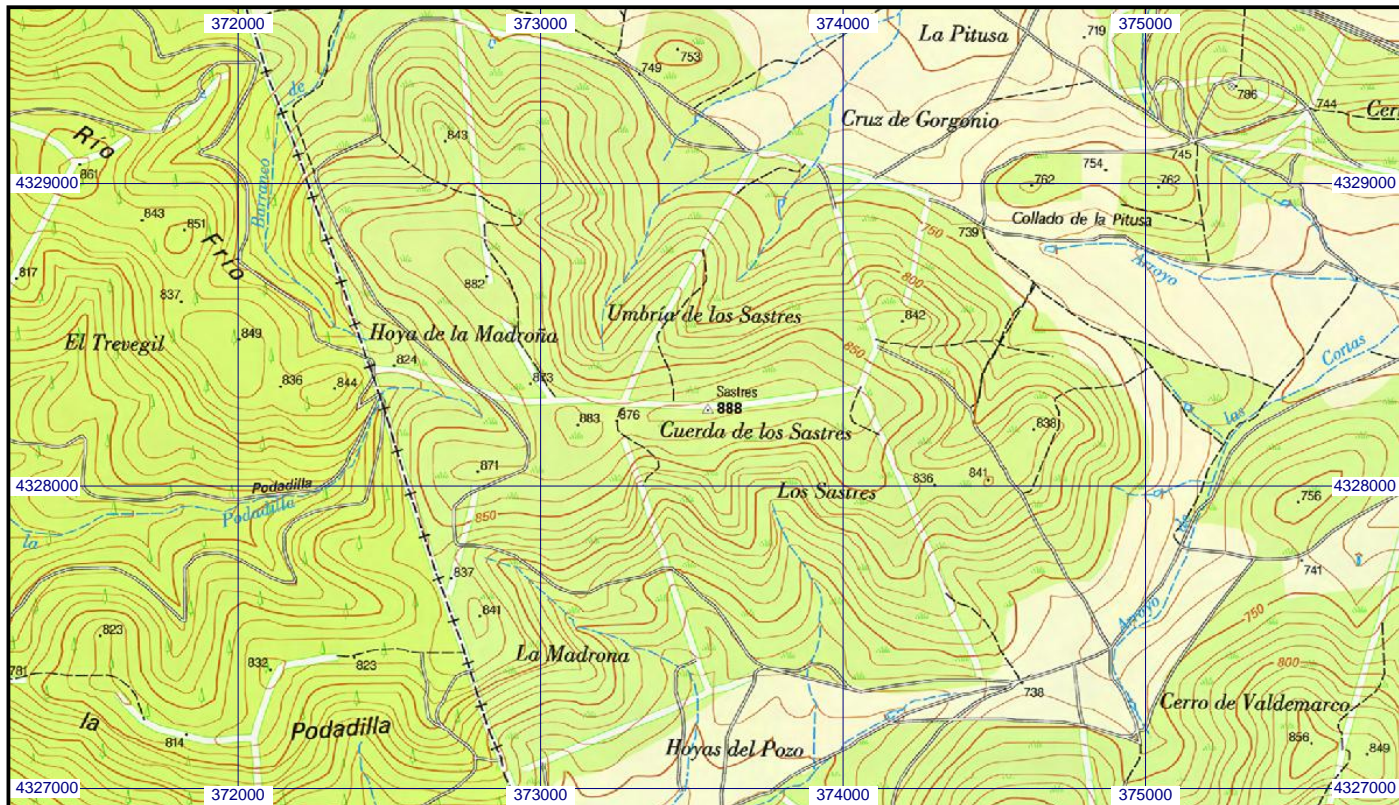 372000
373000
374000
375000
La Pitusa
719
753
749
de
786
744
Cruz de Gorgonio
Río
843
745
754
4329000
861
762
762
4329000
Barranco
843
851
Frío
Collado de la Pitusa
750
739
Arroyo
817
837
882
800
El Trevegil
849
Hoya de la Madroña
Umbría de los Sastres
842
850
Cortas
824
836
844
873
Sastres
888
883
876
las
Cuerda de los Sastres
838
871
836
841
4328000
Podadilla
Los Sastres
4328000
756
Podadilla
850
la
de
741
837
841
Arroyo
750
823
La Madrona
781
832
823
800
738
Cerro de Valdemarco
la
Podadilla
814
Hoyas del Pozo
856
849
4327000
4327000
372000
373000
374000
375000